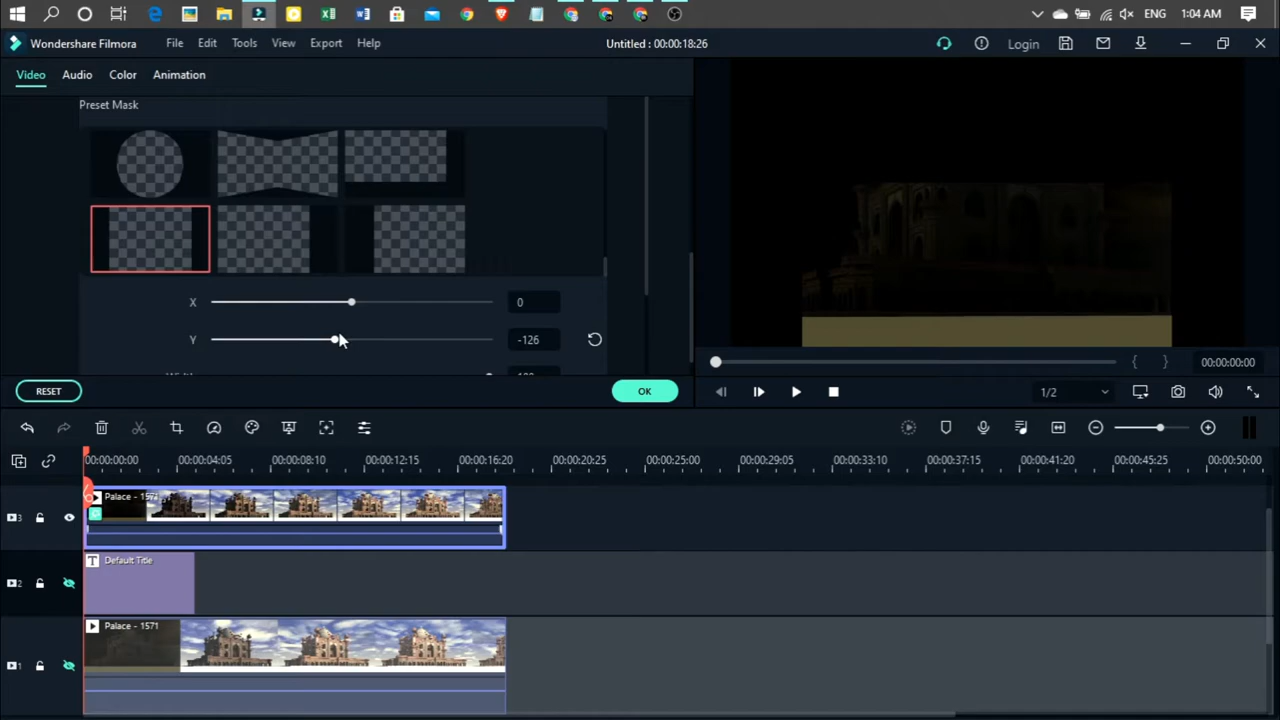 ENG 1:04 AM
Wondershare Filmora File Edit Tools View Export Help Untitled : 00:00:18:26 Login
Video Audio Color Animation
Preset Mask
X 0
Y -126
RESET OK
00:00:00:00
1/2
00:00:00:00 00:00:04:05 00:00:08:10 00:00:12:15 00:00:16:20 00:00:20:25 00:00:25:00 00:00:29:05 00:00:33:10 00:00:37:15 00:00:41:20 00:00:45:25 00:00:50:00
Palace - 1571
3
T Default Title
2
Palace - 1571
1